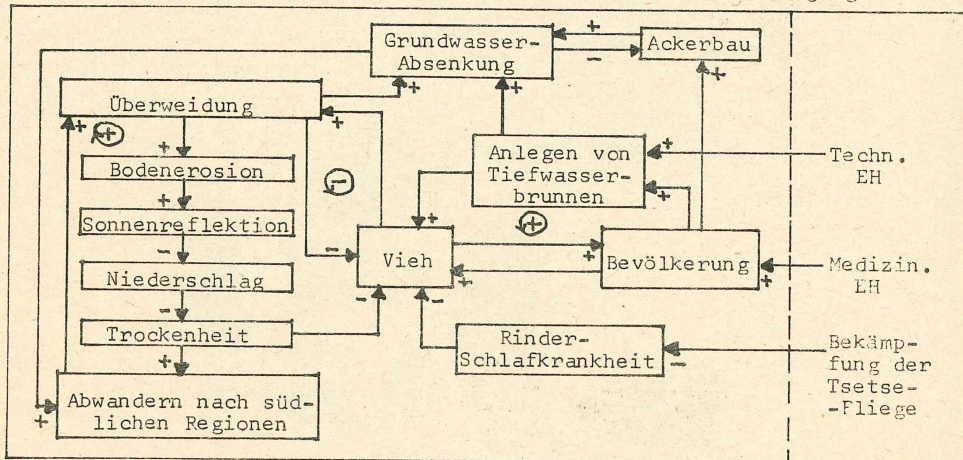 Grundwasser-
Absenkung
Ackerbau
Überweidung
Bodenerosion
Sonnenreflektion
Niederschlag
Trockenheit
Abwandern nach süd-
lichen Regionen
Anlegen von
Tiefwasser-
brunnen
Vieh
Bevölkerung
Rinder-
Schlafkrankheit
Techn.
EH
Medizin.
EH
Bekämp-
fung der
Tsetse-
-Fliege